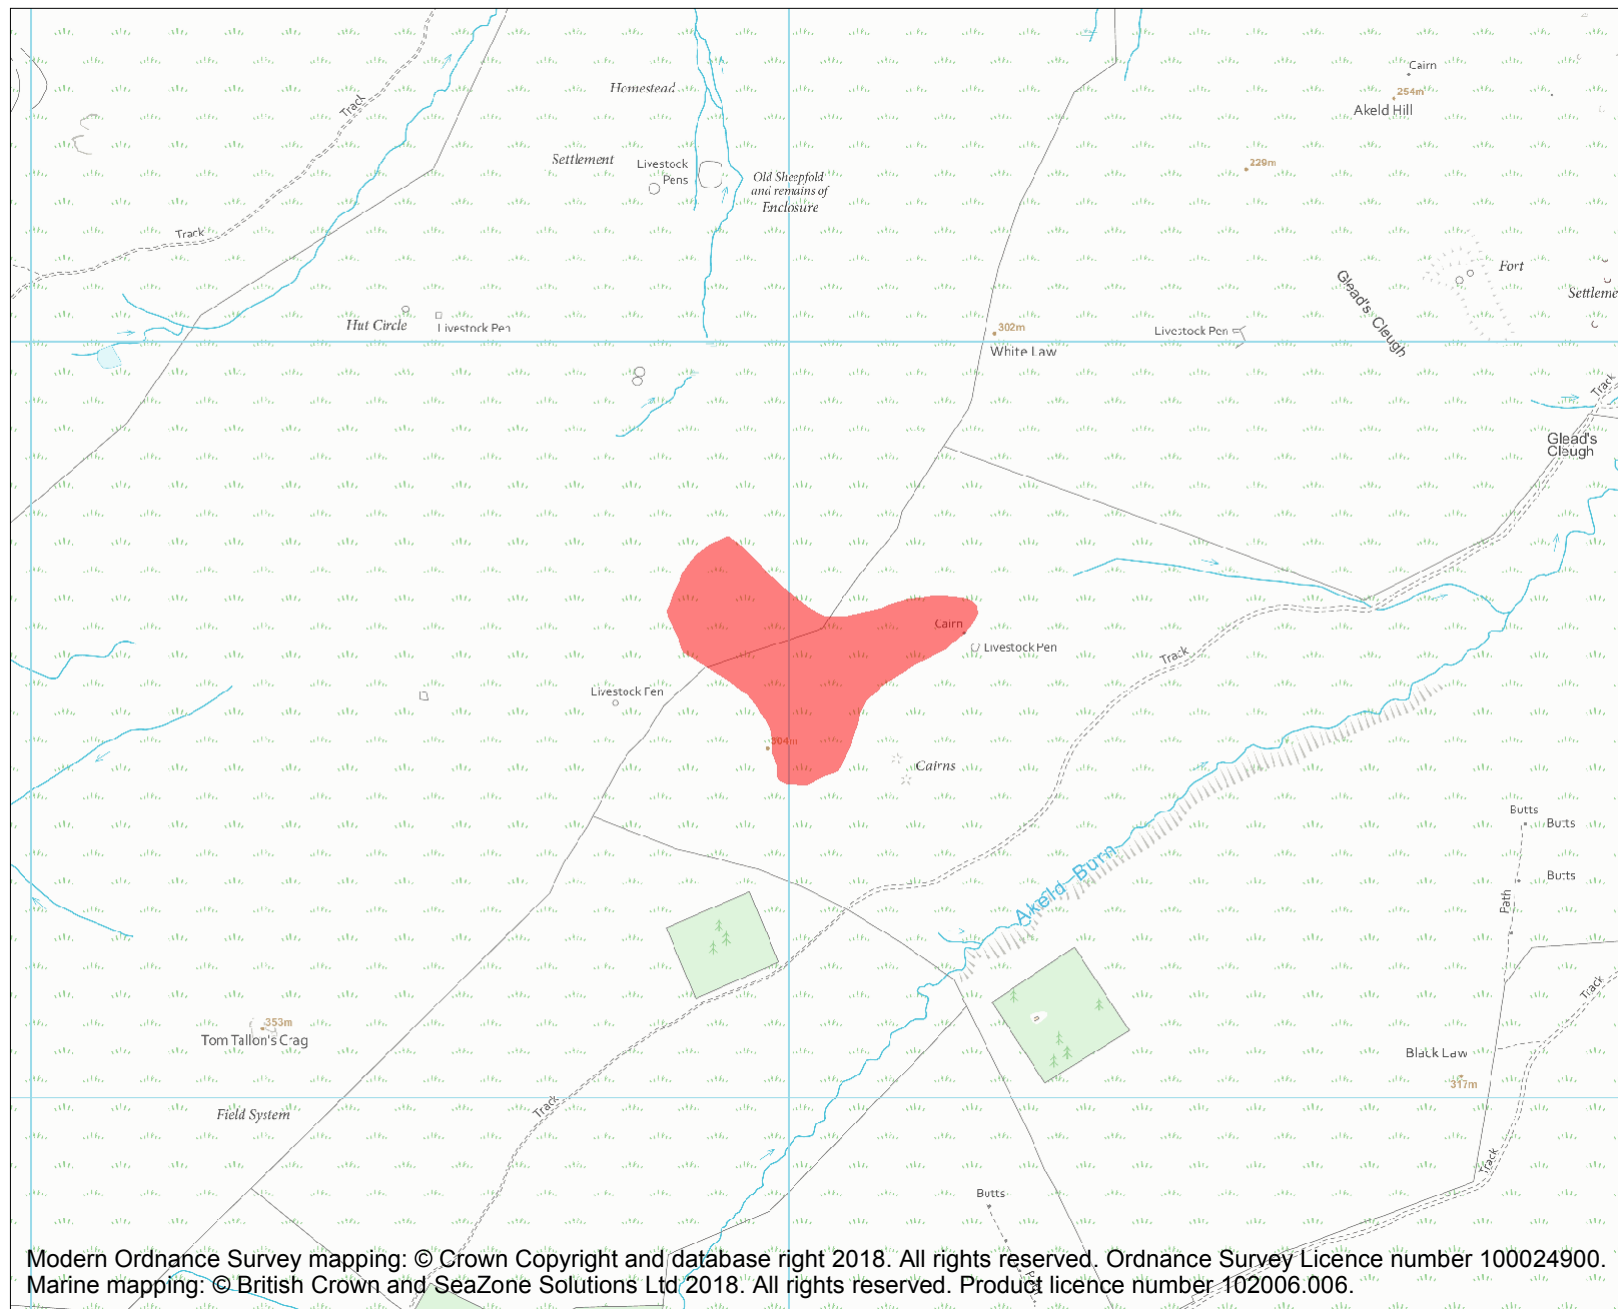 Cairn
254m
Akeld Hill
Homestead
Track
Settlement
Livestock
Pens
Old Sheepfold
and remains of
Enclosure
229m
Track
Fort
Glead's Cleugh
Settleme
Hut Circle
Livestock Pen
302m
White Law
Livestock Pen
Track
Glead's
Cleugh
Cairn
Livestock Pen
Track
Livestock Pen
304m
Cairns
Butts
Butts
Akeld Burn
Butts
Path
Track
353m
Tom Tallon's Crag
Black Law
317m
Field System
Track
Track
Butts
Path
Modern Ordnance Survey mapping: © Crown Copyright and database right 2018. All rights reserved. Ordnance Survey Licence number 100024900.
Marine mapping: © British Crown and SeaZone Solutions Ltd 2018. All rights reserved. Product licence number 102006.006.